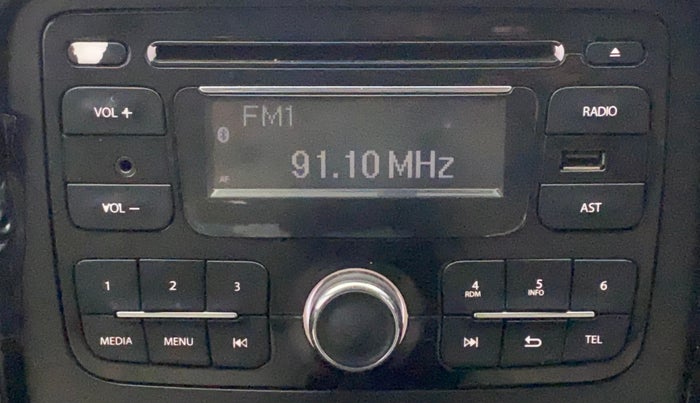 FM1
91.10 MHz
AF
VOL +
VOL −
RADIO
AST
1
2
3
MEDIA
MENU
4
RDM
5
INFO
6
TEL